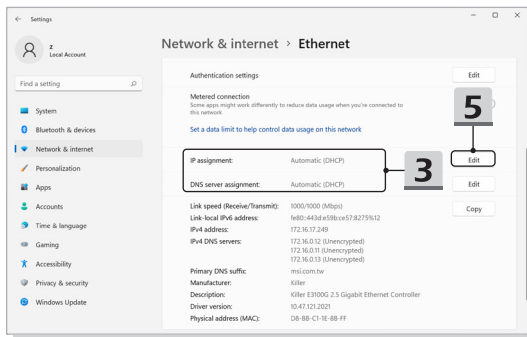 Settings
z
Local Account
Network & internet > Ethernet
Find a setting
System
Bluetooth & devices
Network & internet
Personalization
Apps
Accounts
Time & language
Gaming
Accessibility
Privacy & security
Windows Update
Authentication settings Edit
Metered connection
Some apps might work differently to reduce data usage when you're connected to
this network
5
Set a data limit to help control data usage on this network
IP assignment: Automatic (DHCP) Edit
3
DNS server assignment: Automatic (DHCP) Edit
Link speed (Receive/Transmit): 1000/1000 (Mbps) Copy
Link-local IPv6 address: fe80::443d:e59b:ce57:8275%12
IPv4 address: 172.16.17.249
IPv4 DNS servers: 172.16.0.12 (Unencrypted)
172.16.0.11 (Unencrypted)
172.16.0.13 (Unencrypted)
Primary DNS suffix: msi.com.tw
Manufacturer: Killer
Description: Killer E3100G 2.5 Gigabit Ethernet Controller
Driver version: 10.47.121.2021
Physical address (MAC): D8-BB-C1-1E-8B-FF